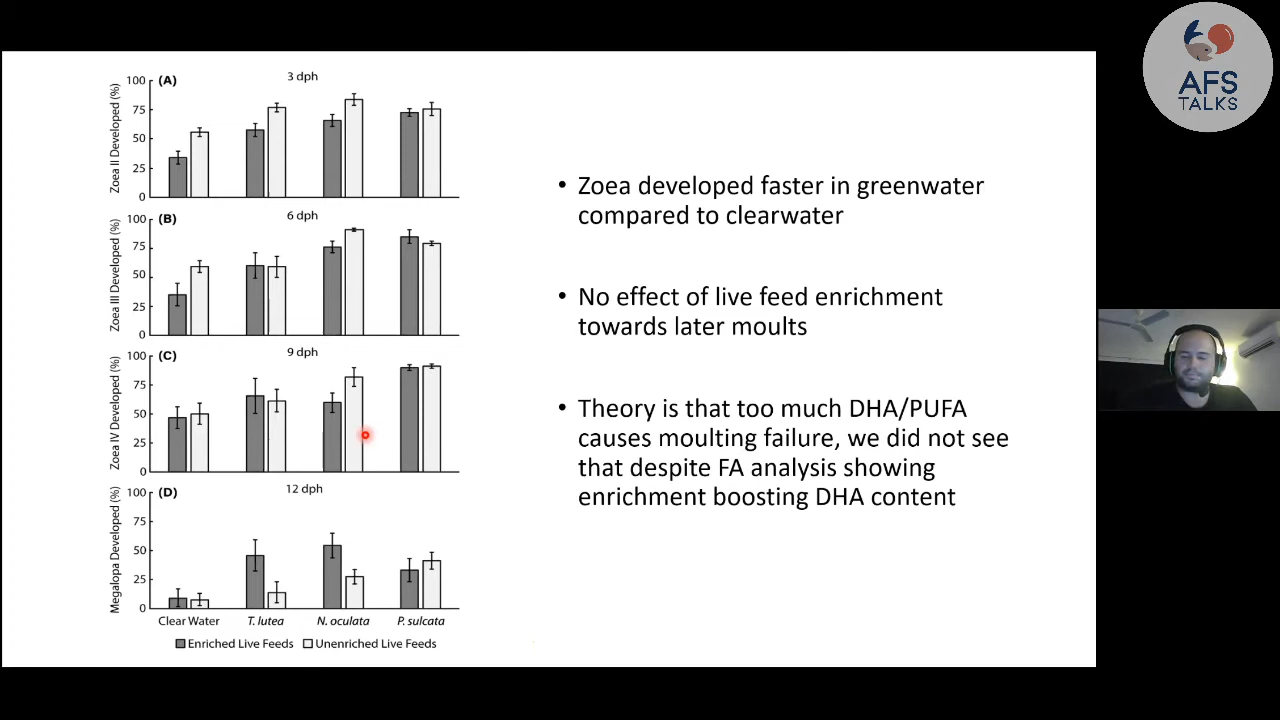 AFS
TALKS
(A)
3 dph
Zoea II Developed (%)
100
75
50
25
0
(B)
6 dph
Zoea III Developed (%)
100
75
50
25
0
(C)
9 dph
Zoea IV Developed (%)
100
75
50
25
0
(D)
12 dph
Megalopa Developed (%)
100
50
25
0
Clear Water T. lutea N. oculata P. sulcata
Enriched Live Feeds Unenriched Live Feeds
• Zoea developed faster in greenwater
compared to clearwater
• No effect of live feed enrichment
towards later moults
• Theory is that too much DHA/PUFA
causes moulting failure, we did not see
that despite FA analysis showing
enrichment boosting DHA content